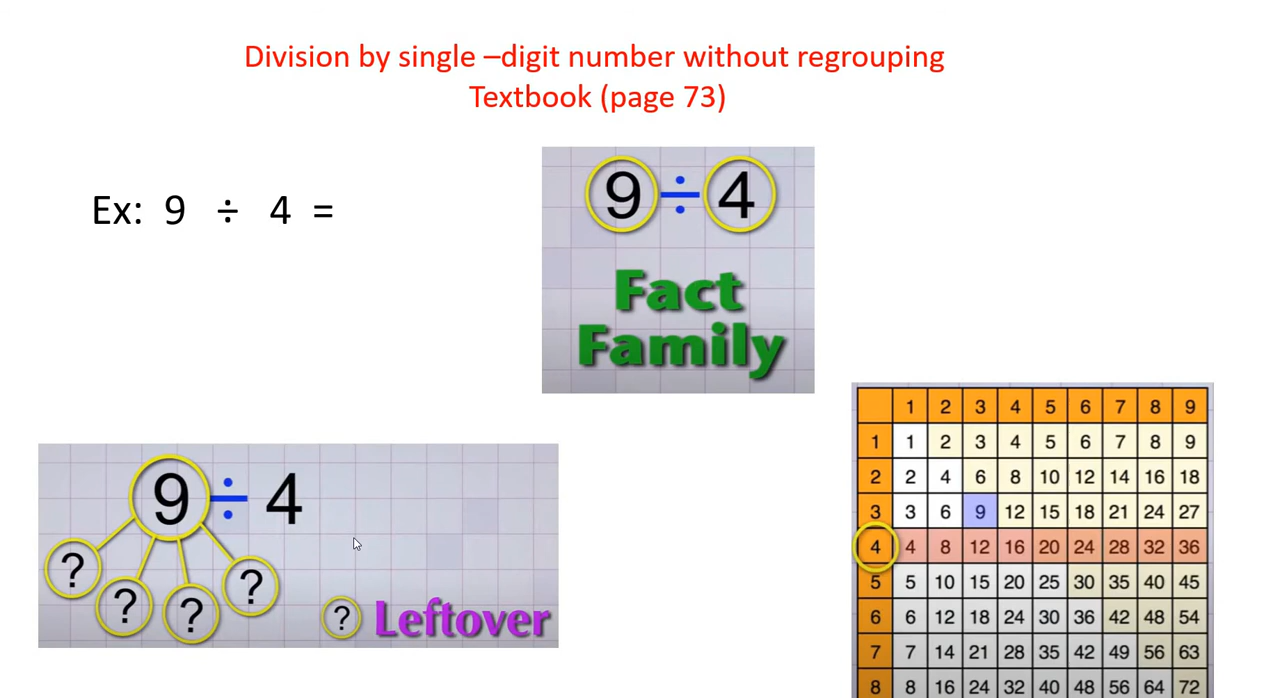 Division by single –digit number without regrouping
Textbook (page 73)
Ex: 9 ÷ 4 =
9 ÷ 4
Fact
Family
9 ÷ 4
? ? ? ?
? Leftover
1 2 3 4 5 6 7 8 9
1 1 2 3 4 5 6 7 8 9
2 2 4 6 8 10 12 14 16 18
3 3 6 9 12 15 18 21 24 27
4 4 8 12 16 20 24 28 32 36
5 5 10 15 20 25 30 35 40 45
6 6 12 18 24 30 36 42 48 54
7 7 14 21 28 35 42 49 56 63
8 8 16 24 32 40 48 56 64 72